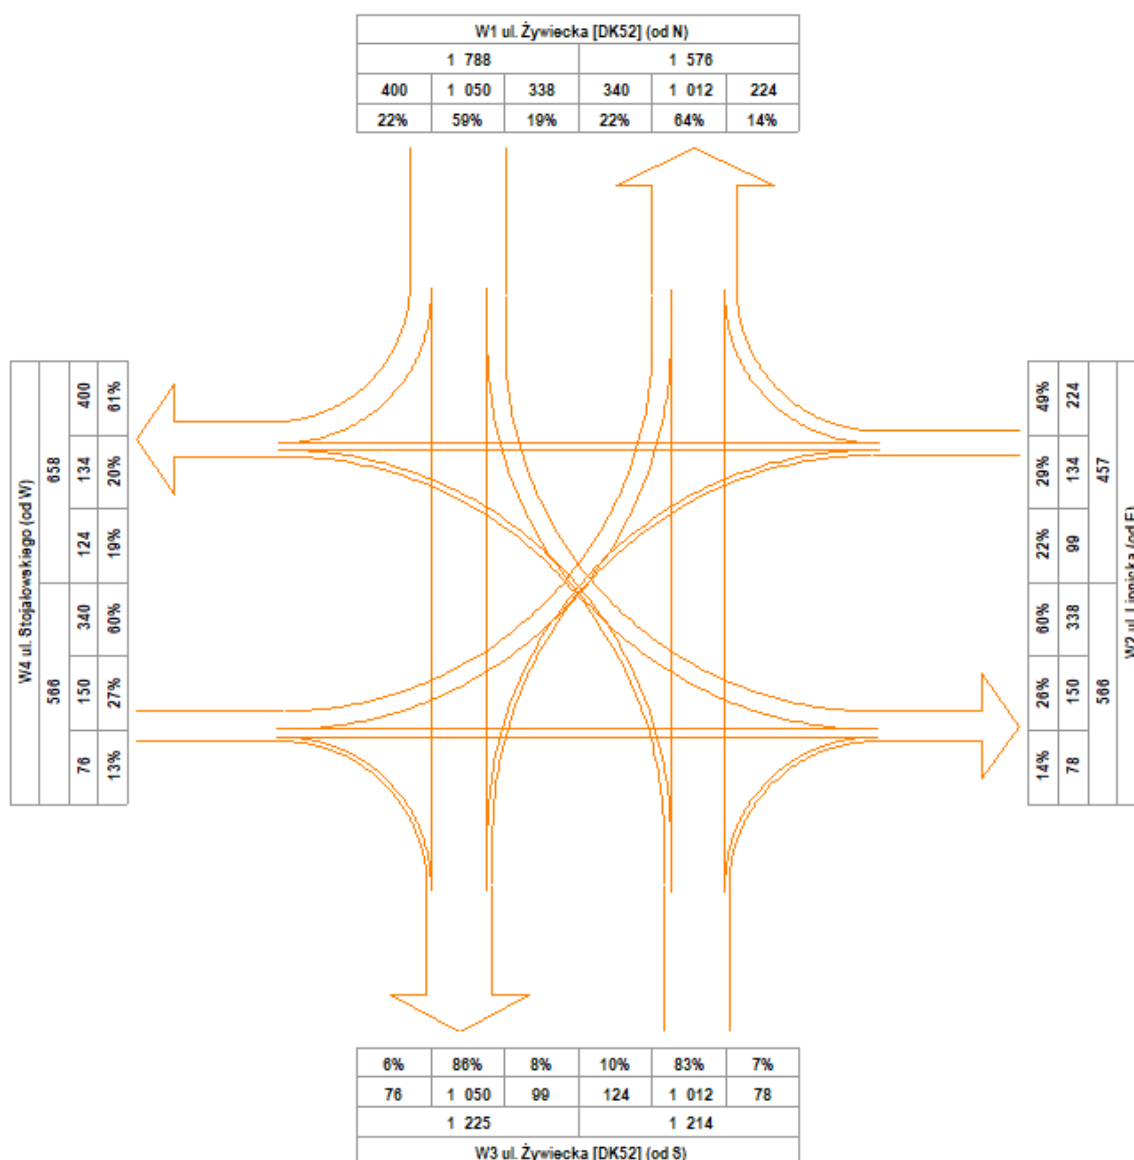 W1 ul. Żywiecka [DK52] (od N)
1 788 1 576
400 1 050 338 340 1 012 224
22% 59% 19% 22% 64% 14%
W4 ul. Stojałowskiego (od W)
566 658
76 150 340 124 134 400
13% 27% 60% 19% 20% 61%
49% 29% 22% 60% 26% 14%
224 134 99 338 150 78
457 566
W2 ul. Lipnicka (od E)
6% 86% 8% 10% 83% 7%
76 1 050 99 124 1 012 78
1 225 1 214
W3 ul. Żywiecka [DK52] (od S)